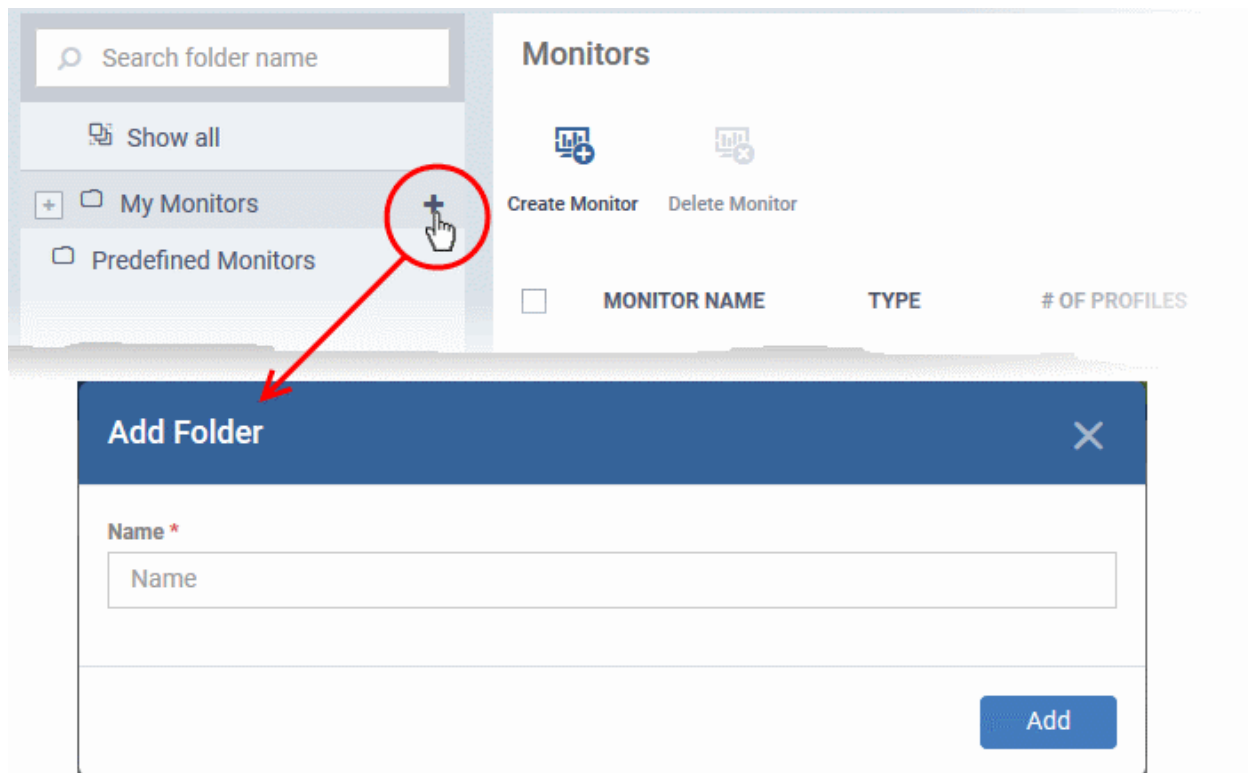 Search folder name
Show all
My Monitors
Predefined Monitors
Monitors
Create Monitor
Delete Monitor
MONITOR NAME
TYPE
# OF PROFILES
Add Folder
Name *
Name
Add